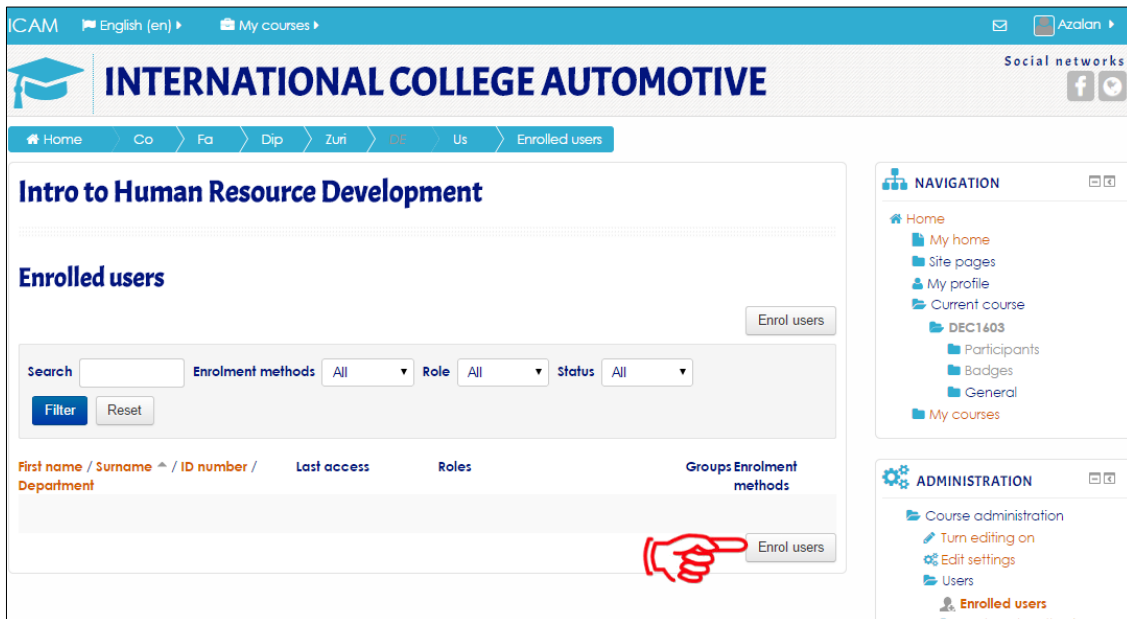 ICAM English (en) My courses Azalan
INTERNATIONAL COLLEGE AUTOMOTIVE
Social networks
Home Co Fa Dip Zuri DE Us Enrolled users
Intro to Human Resource Development
Enrolled users
Enrol users
Search Enrolment methods All Role All Status All
Filter Reset
First name / Surname / ID number / Last access Roles Groups Enrolment
Department methods
Enrol users
NAVIGATION
Home
My home
Site pages
My profile
Current course
DEC1603
Participants
Badges
General
My courses
ADMINISTRATION
Course administration
Turn editing on
Edit settings
Users
Enrolled users